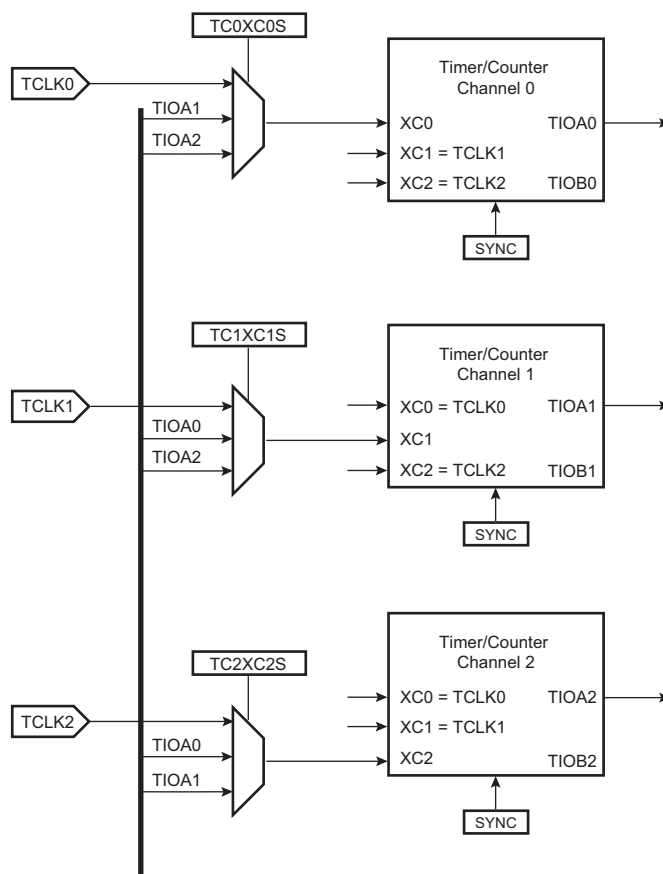 TC0XC0S
TCLK0
TIOA1
TIOA2
Timer/Counter
Channel 0
XC0
TIOA0
XC1 = TCLK1
XC2 = TCLK2
TIOB0
SYNC
TC1XC1S
TCLK1
TIOA0
TIOA2
Timer/Counter
Channel 1
XC0 = TCLK0
TIOA1
XC1
XC2 = TCLK2
TIOB1
SYNC
TC2XC2S
TCLK2
TIOA0
TIOA1
Timer/Counter
Channel 2
XC0 = TCLK0
TIOA2
XC1 = TCLK1
XC2
TIOB2
SYNC